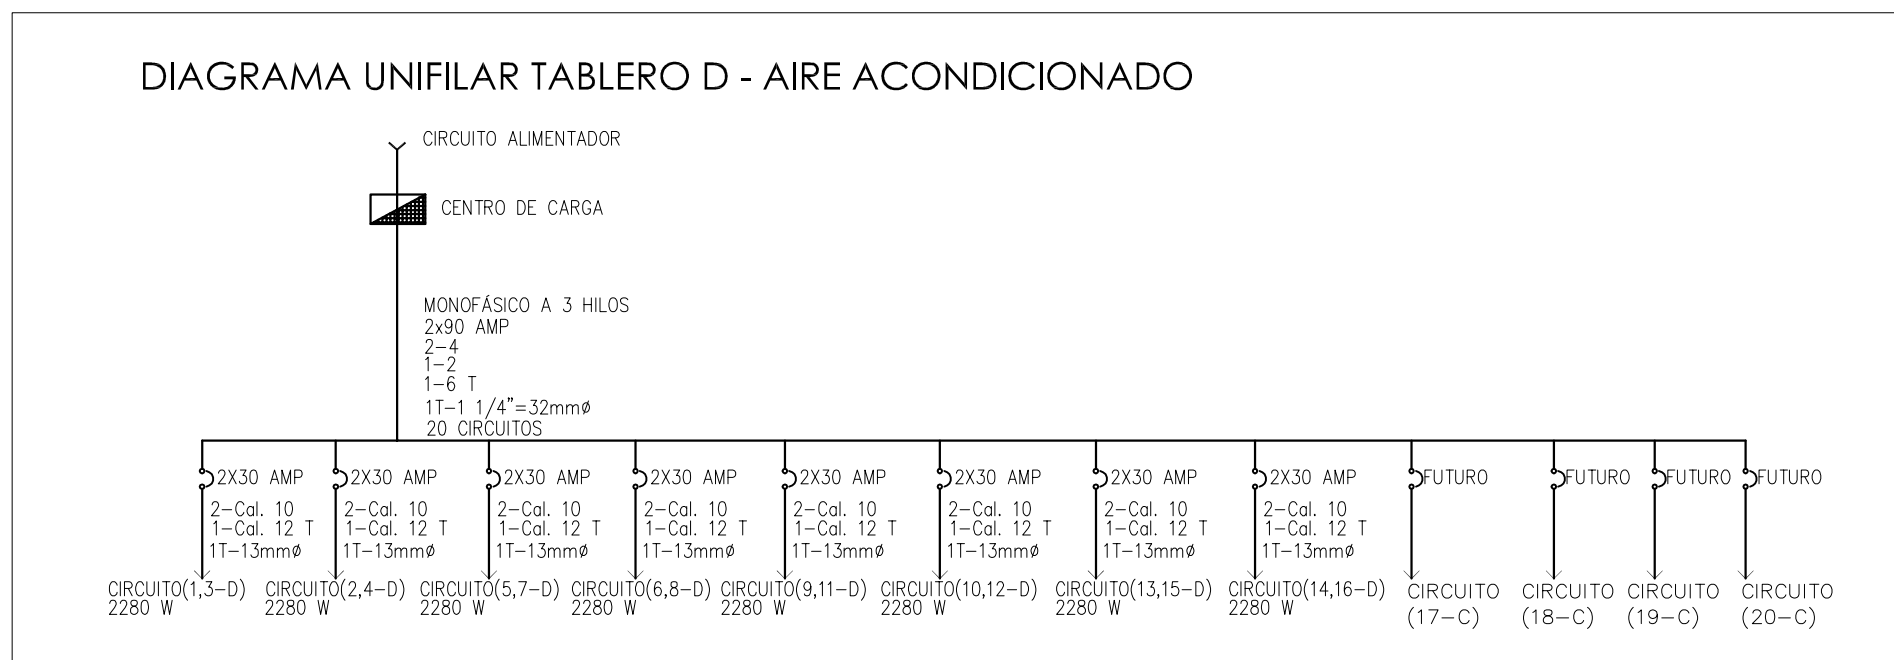 DIAGRAMA UNIFILAR TABLERO D - AIRE ACONDICIONADO
CIRCUITO ALIMENTADOR
CENTRO DE CARGA
MONOFÁSICO A 3 HILOS
2x90 AMP
2-4
1-2
1-6 T
1T-1 1/4"=32mmø
20 CIRCUITOS
2X30 AMP
2-Cal. 10
1-Cal. 12 T
1T-13mmø
CIRCUITO(1,3-D)
2280 W
2X30 AMP
2-Cal. 10
1-Cal. 12 T
1T-13mmø
CIRCUITO(2,4-D)
2280 W
2X30 AMP
2-Cal. 10
1-Cal. 12 T
1T-13mmø
CIRCUITO(5,7-D)
2280 W
2X30 AMP
2-Cal. 10
1-Cal. 12 T
1T-13mmø
CIRCUITO(6,8-D)
2280 W
2X30 AMP
2-Cal. 10
1-Cal. 12 T
1T-13mmø
CIRCUITO(9,11-D)
2280 W
2X30 AMP
2-Cal. 10
1-Cal. 12 T
1T-13mmø
CIRCUITO(10,12-D)
2280 W
2X30 AMP
2-Cal. 10
1-Cal. 12 T
1T-13mmø
CIRCUITO(13,15-D)
2280 W
2X30 AMP
2-Cal. 10
1-Cal. 12 T
1T-13mmø
CIRCUITO(14,16-D)
2280 W
FUTURO
CIRCUITO
(17-C)
FUTURO
CIRCUITO
(18-C)
FUTURO
CIRCUITO
(19-C)
FUTURO
CIRCUITO
(20-C)